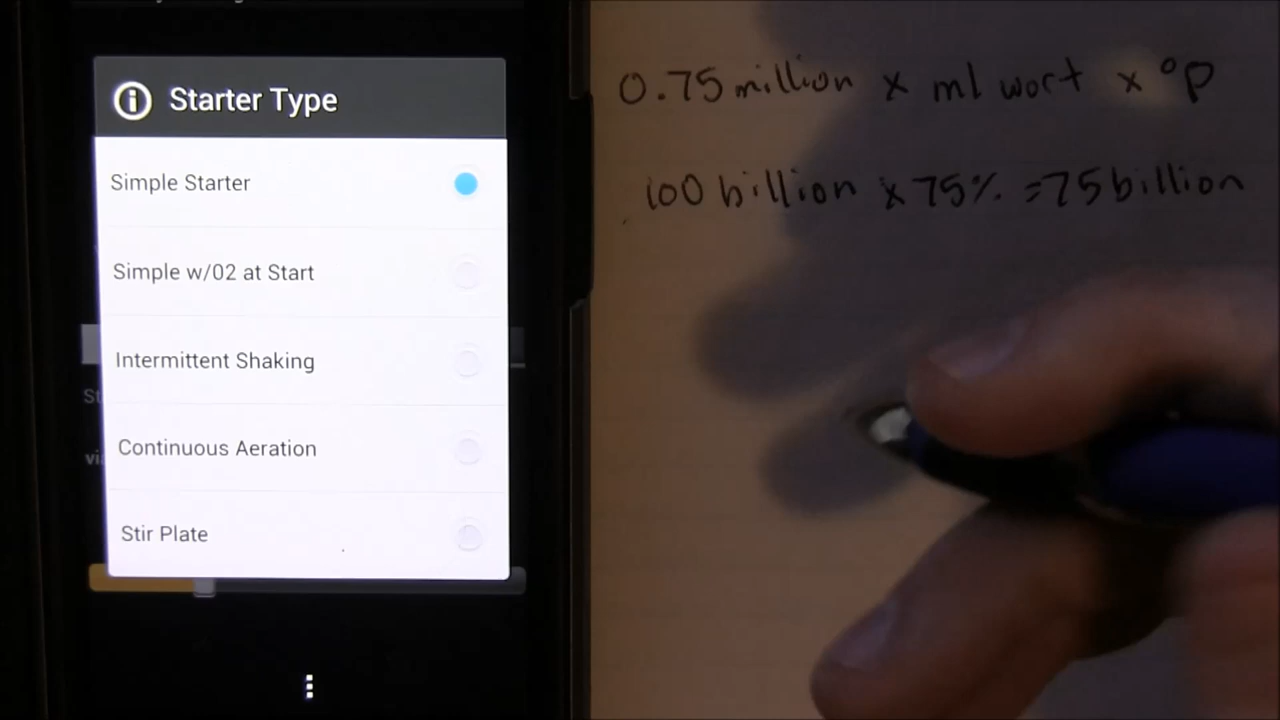 Starter Type
Simple Starter
Simple w/02 at Start
Intermittent Shaking
Continuous Aeration
Stir Plate
0.75 million x ml wort x °P
100 billion x 75% = 75 billion